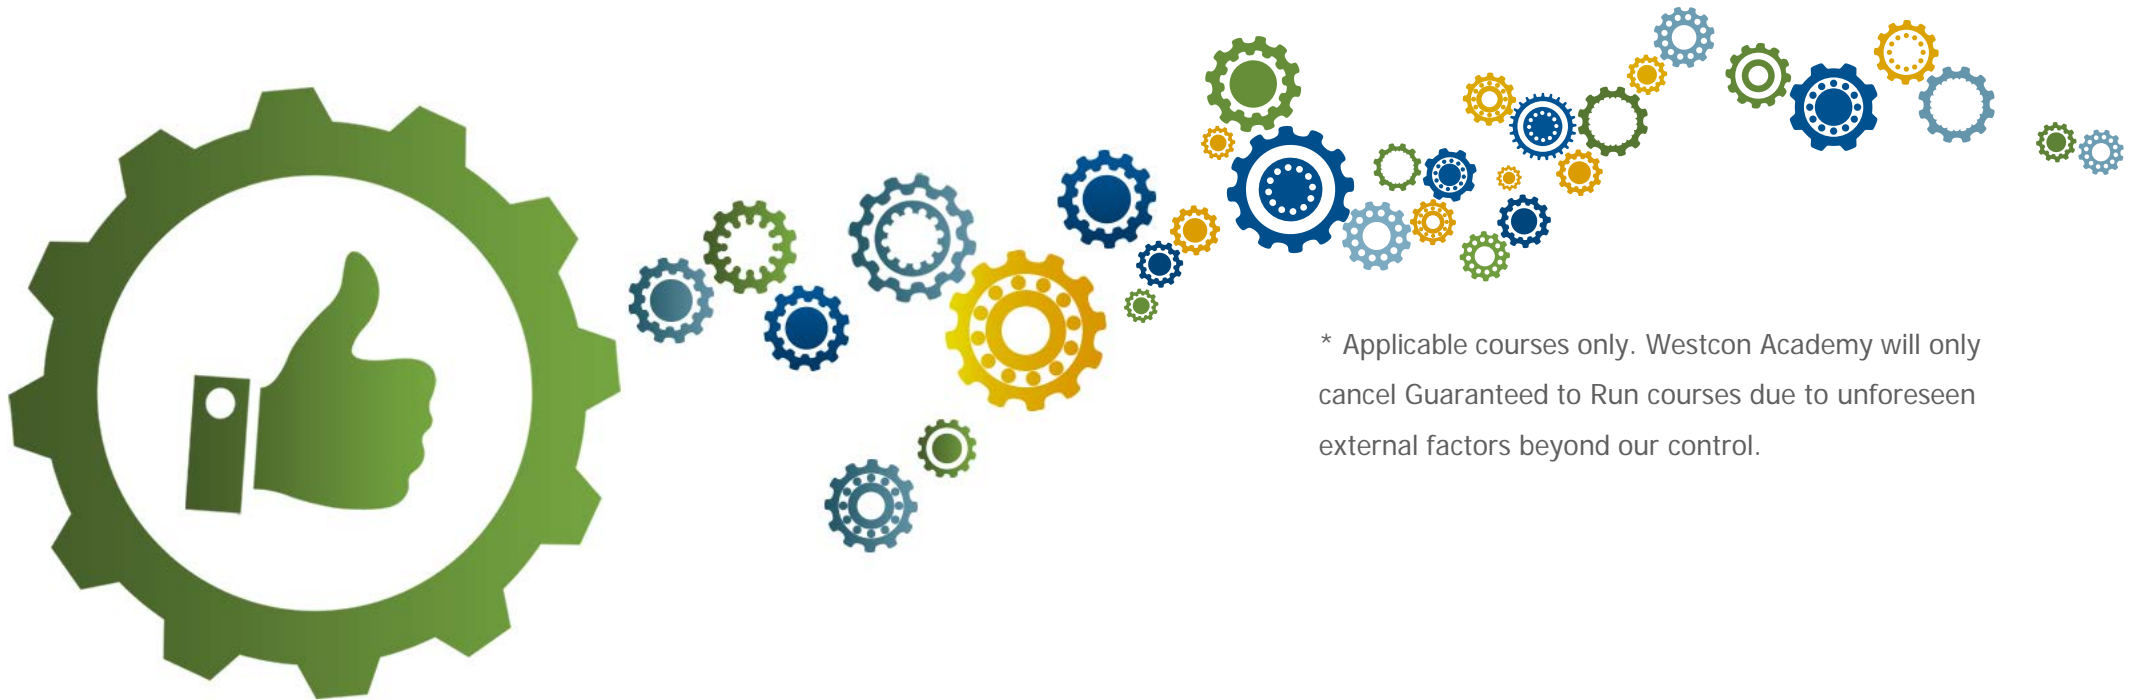 * Applicable courses only. Westcon Academy will only
cancel Guaranteed to Run courses due to unforeseen
external factors beyond our control.